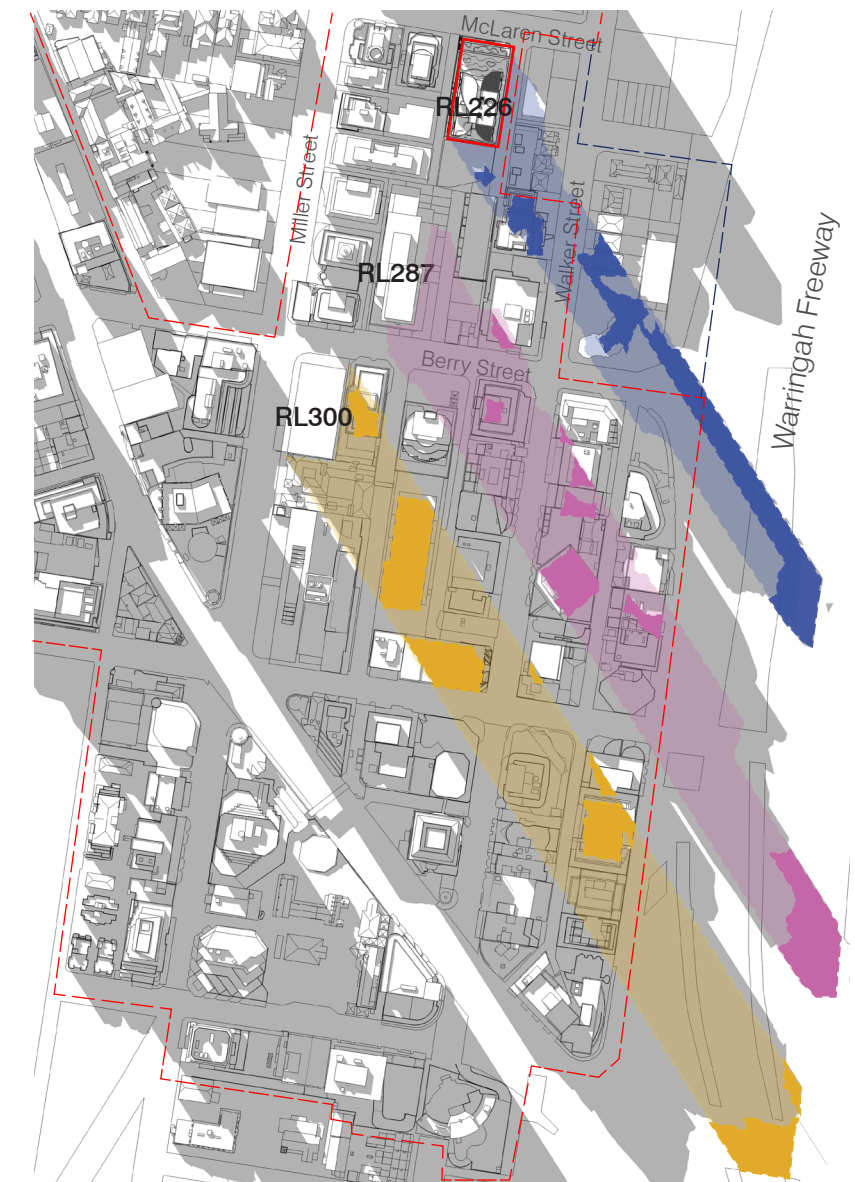 McLaren Street
RL226
Miller Street
Walker Street
RL287
Warringah Freeway
Berry Street
RL300